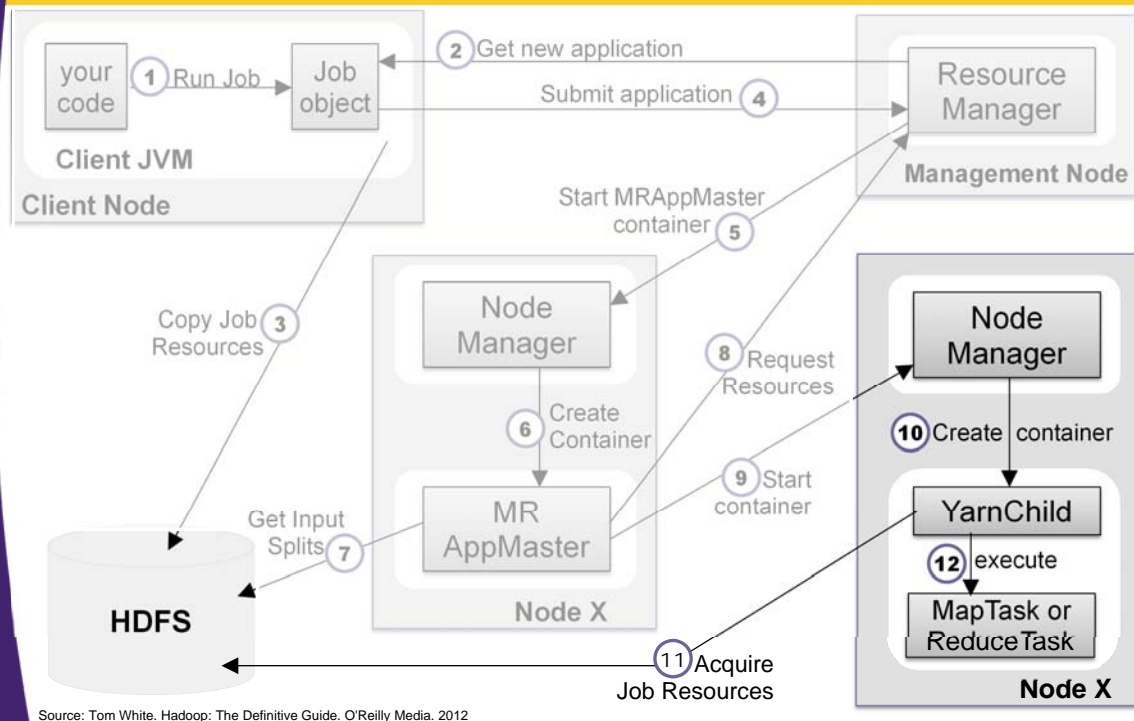 your
code
1 Run Job
Job
object
Client JVM
Client Node
2 Get new application
Submit application 4
Resource
Manager
Management Node
Copy Job
Resources
3
Start MRAppMaster
container 5
Node
Manager
6 Create
Container
MR
AppMaster
Node X
Get Input
Splits 7
HDFS
8 Request
Resources
9 Start
container
Node
Manager
10 Create container
YarnChild
12 execute
MapTask or
ReduceTask
Node X
11 Acquire
Job Resources
Source: Tom White. Hadoop: The Definitive Guide. O'Reilly Media. 2012